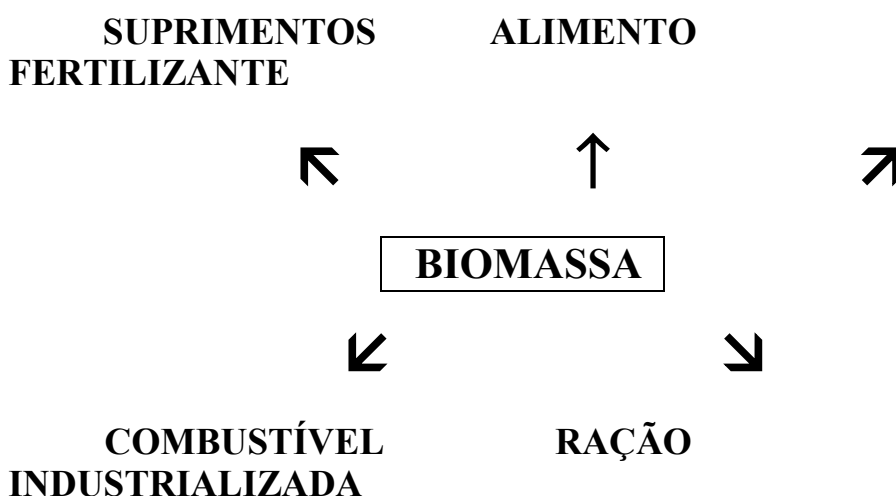 SUPRIMENTOS ALIMENTO
FERTILIZANTE
BIOMASSA
COMBUSTÍVEL RAÇÃO
INDUSTRIALIZADA